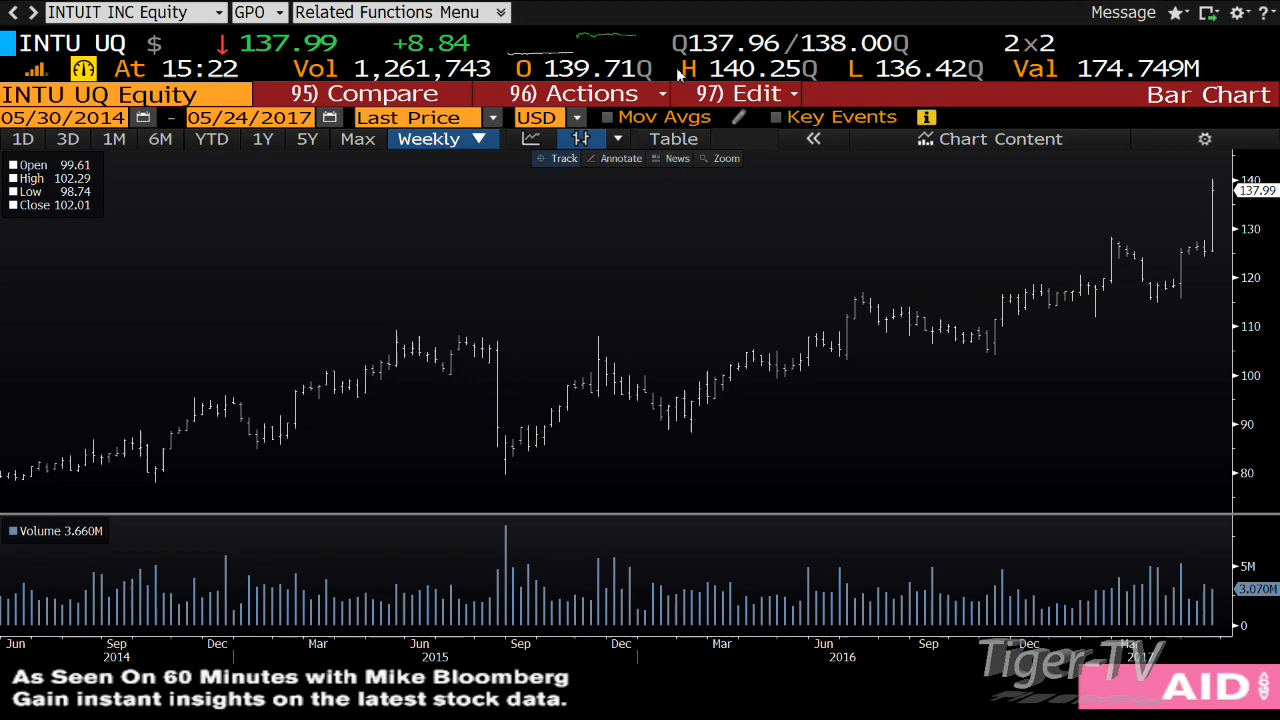 INTUIT INC Equity GPO Related Functions Menu Message
INTU UQ $ ↓ 137.99 +8.84 Q137.96 / 138.00Q 2×2
At 15:22 Vol 1,261,743 O 139.71Q H 140.25Q L 136.42Q Val 174.749M
INTU UQ Equity 95) Compare 96) Actions 97) Edit Bar Chart
05/30/2014 - 05/24/2017 Last Price USD Mov Avgs Key Events
1D 3D 1M 6M YTD 1Y 5Y Max Weekly Table Chart Content
Track Annotate News Zoom
Open 99.61
High 102.29
Low 98.74
Close 102.01
140
137.99
130
120
110
100
90
80
Volume 3.660M
5M
3.070M
0
Jun Sep Dec Mar Jun Sep Dec Mar Jun Sep Dec Mar
2014 2015 2016 2017
Tiger-TV
As Seen On 60 Minutes with Mike Bloomberg
Gain instant insights on the latest stock data.
AID